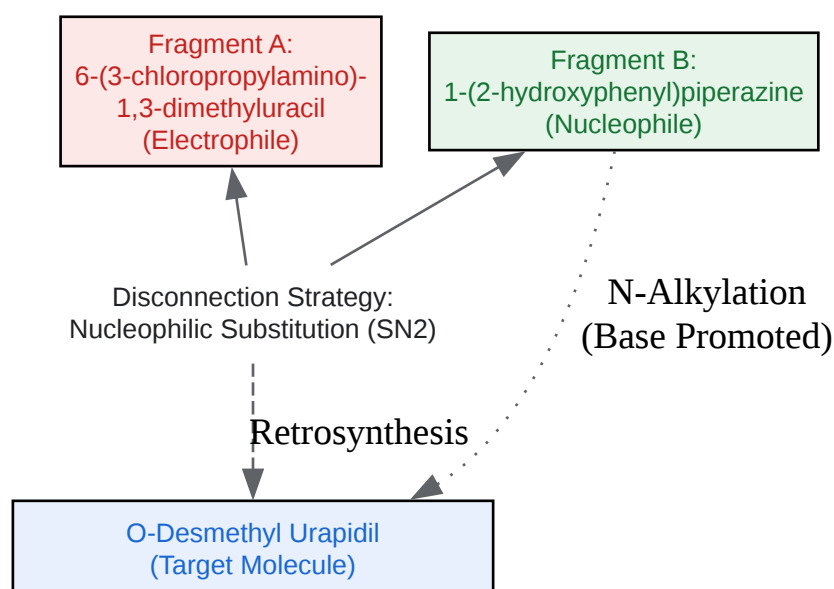 Fragment A:
6-(3-chloropropylamino)-
1,3-dimethyluracil
(Electrophile)
Fragment B:
1-(2-hydroxyphenyl)piperazine
(Nucleophile)
Disconnection Strategy:
Nucleophilic Substitution (SN2)
N-Alkylation
(Base Promoted)
Retrosynthesis
O-Desmethyl Urapidil
(Target Molecule)